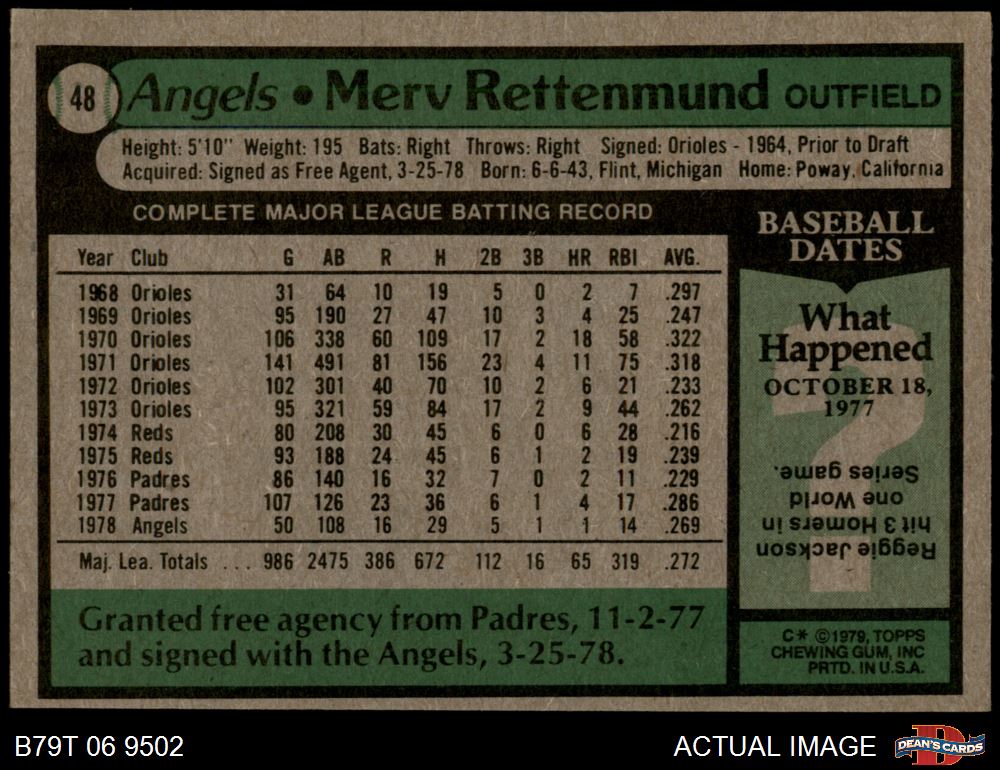 48 Angels • Merv Rettenmund OUTFIELD
Height: 5'10" Weight: 195 Bats: Right Throws: Right Signed: Orioles - 1964, Prior to Draft
Acquired: Signed as Free Agent, 3-25-78 Born: 6-6-43, Flint, Michigan Home: Poway, California
COMPLETE MAJOR LEAGUE BATTING RECORD
Year Club G AB R H 2B 3B HR RBI AVG.
1968 Orioles 31 64 10 19 5 0 2 7 .297
1969 Orioles 95 190 27 47 10 3 4 25 .247
1970 Orioles 106 338 60 109 17 2 18 58 .322
1971 Orioles 141 491 81 156 23 4 11 75 .318
1972 Orioles 102 301 40 70 10 2 6 21 .233
1973 Orioles 95 321 59 84 17 2 9 44 .262
1974 Reds 80 208 30 45 6 0 6 28 .216
1975 Reds 93 188 24 45 6 1 2 19 .239
1976 Padres 86 140 16 32 7 0 2 11 .229
1977 Padres 107 126 23 36 6 1 4 17 .286
1978 Angels 50 108 16 29 5 1 1 14 .269
Maj. Lea. Totals ... 986 2475 386 672 112 16 65 319 .272
Granted free agency from Padres, 11-2-77
and signed with the Angels, 3-25-78.
BASEBALL
DATES
What
Happened
OCTOBER 18,
1977
?
Reggie Jackson
hit 3 Homers in
one World
Series game.
C* ©1979, TOPPS
CHEWING GUM, INC
PRTD. IN U.S.A.
B79T 06 9502
ACTUAL IMAGE
D
DEAN'S CARDS